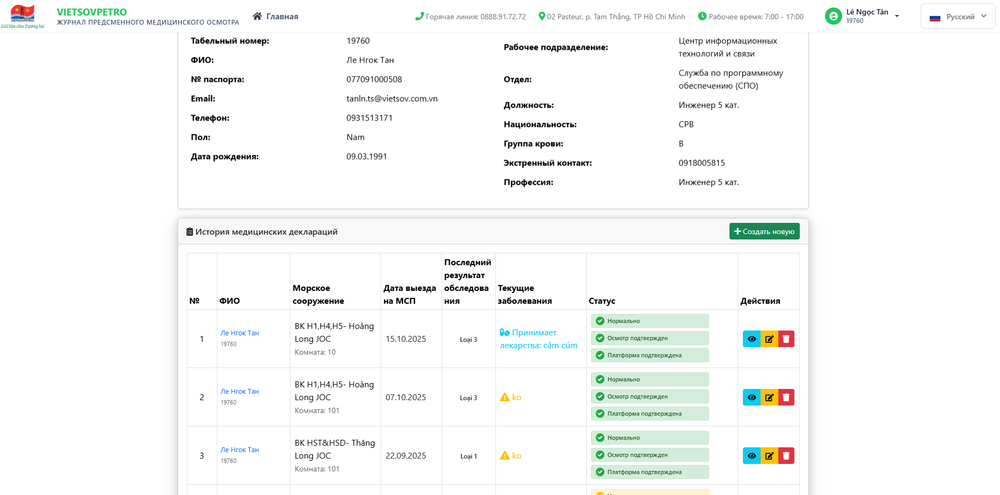 VIETSOVPETRO
Giữ lửa cho Tương lai
VIETSOVPETRO
ЖУРНАЛ ПРЕДСМЕННОГО МЕДИЦИНСКОГО ОСМОТРА
Главная
Горячая линия: 0888.91.72.72
02 Pasteur, p. Tam Thắng, TP Hồ Chí Minh
Рабочее время: 7:00 - 17:00
Lê Ngọc Tân
19760
Русский
Табельный номер: 19760
ФИО: Ле Нгок Тан
№ паспорта: 077091000508
Email: tanln.ts@vietsov.com.vn
Телефон: 0931513171
Пол: Nam
Дата рождения: 09.03.1991
Рабочее подразделение: Центр информационных
технологий и связи
Отдел: Служба по программному
обеспечению (СПО)
Должность: Инженер 5 кат.
Национальность: СРВ
Группа крови: B
Экстренный контакт: 0918005815
Профессия: Инженер 5 кат.
История медицинских деклараций
Создать новую
№
ФИО
Морское
сооружение
Дата выезда
на МСП
Последний
результат
обследова
ния
Текущие
заболевания
Статус
Действия
1
Ле Нгок Тан
19760
BK H1,H4,H5- Hoàng
Long JOC
Комната: 10
15.10.2025
Loại 3
Принимает
лекарства: cảm cúm
Нормально
Осмотр подтвержден
Платформа подтверждена
2
Ле Нгок Тан
19760
BK H1,H4,H5- Hoàng
Long JOC
Комната: 101
07.10.2025
Loại 3
ko
Нормально
Осмотр подтвержден
Платформа подтверждена
3
Ле Нгок Тан
19760
BK HST&HSD- Thăng
Long JOC
Комната: 101
22.09.2025
Loại 1
ko
Нормально
Осмотр подтвержден
Платформа подтверждена